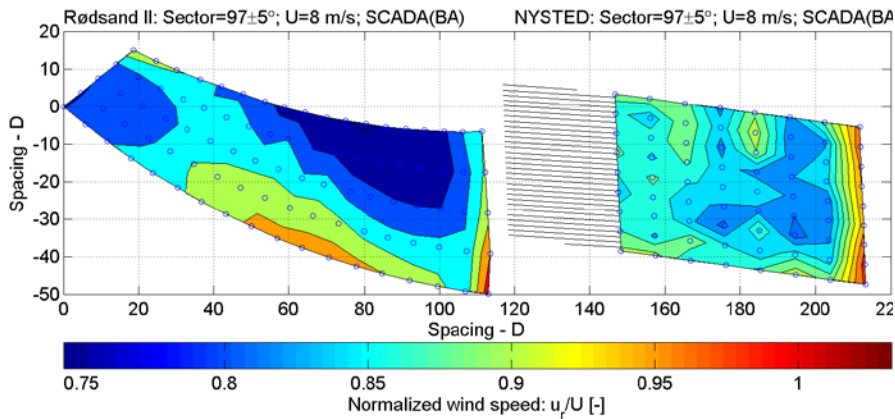 Rødsand II: Sector=97±5°; U=8 m/s; SCADA(BA)
NYSTED: Sector=97±5°; U=8 m/s; SCADA(BA
Spacing - D
20
10
0
-10
-20
-30
-40
-50
0 20 40 60 80 100 120 140 160 180 200 220
Spacing - D
0.75 0.8 0.85 0.9 0.95 1
Normalized wind speed: u_r/U [-]